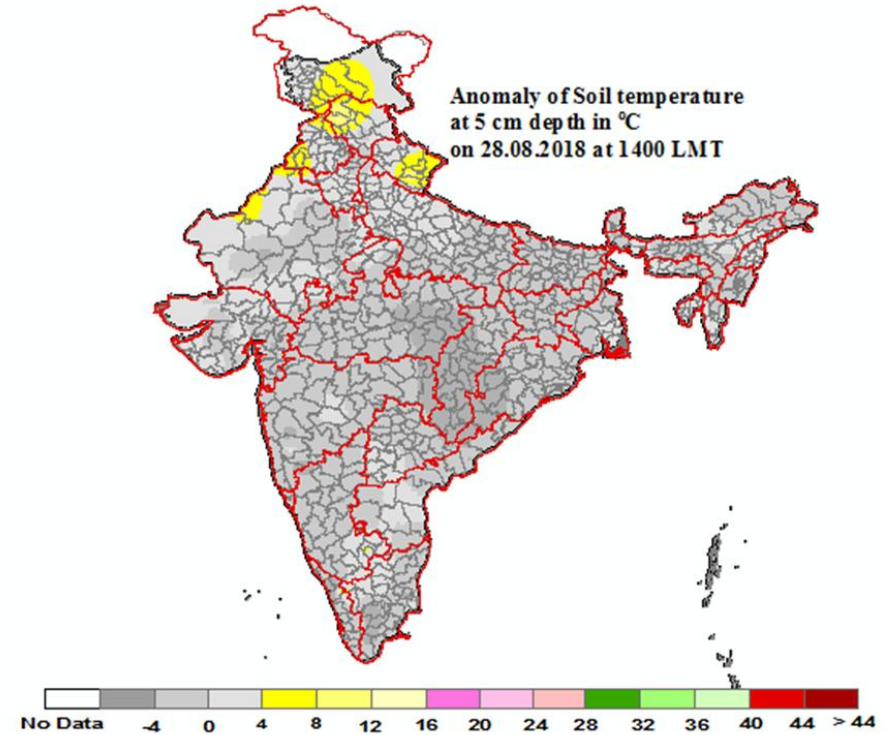 Anomaly of Soil temperature
at 5 cm depth in °C
on 28.08.2018 at 1400 LMT
No Data -4 0 4 8 12 16 20 24 28 32 36 40 44 > 44